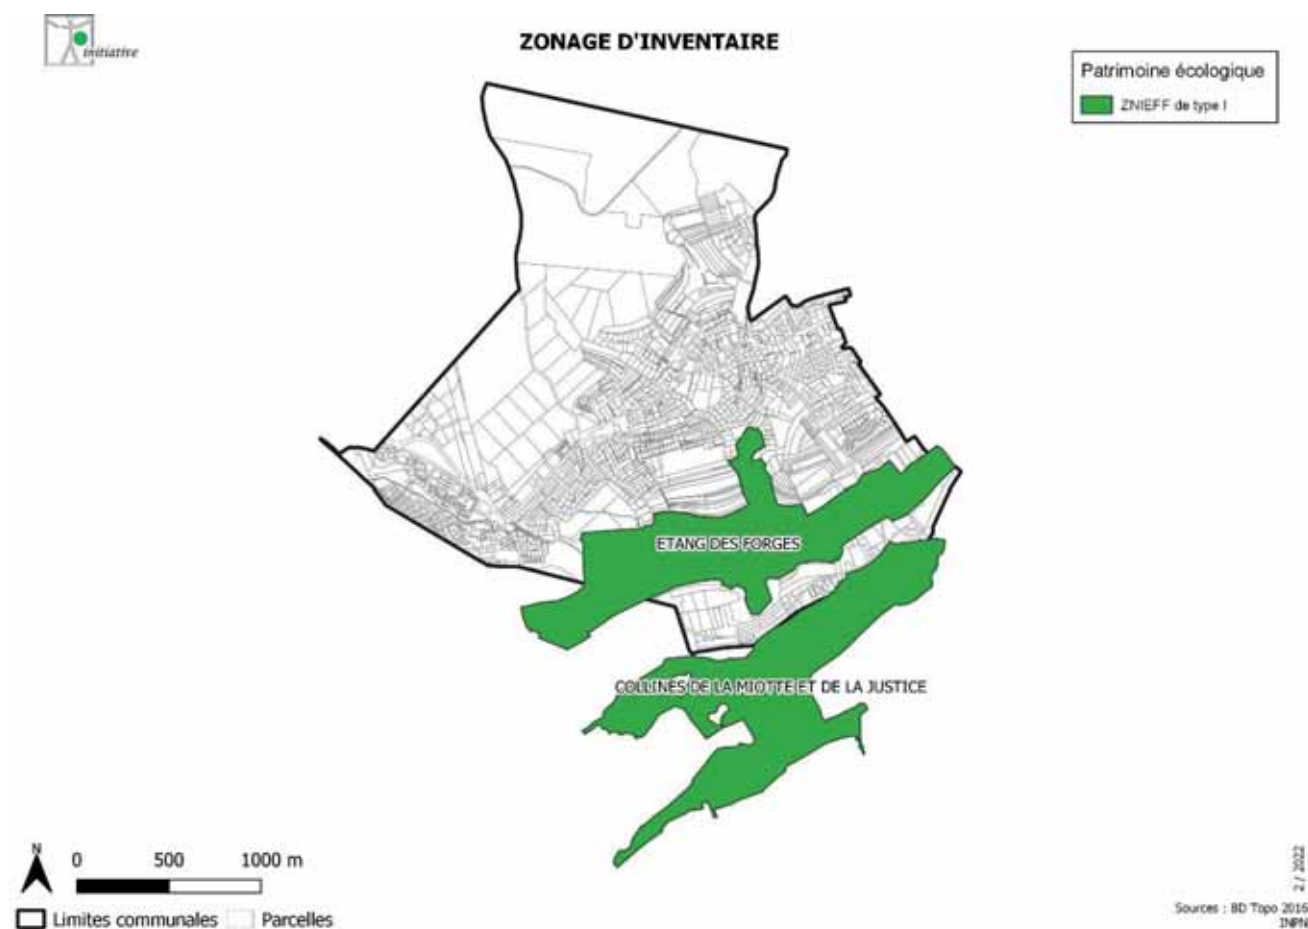 initiative
ZONAGE D'INVENTAIRE
Patrimoine écologique
ZNIEFF de type I
ETANG DES FORGES
COLLINES DE LA MIOTTE ET DE LA JUSTICE
N
0 500 1000 m
Limites communales Parcelles
2 / 2022
Sources : BD Topo 2016
INPN